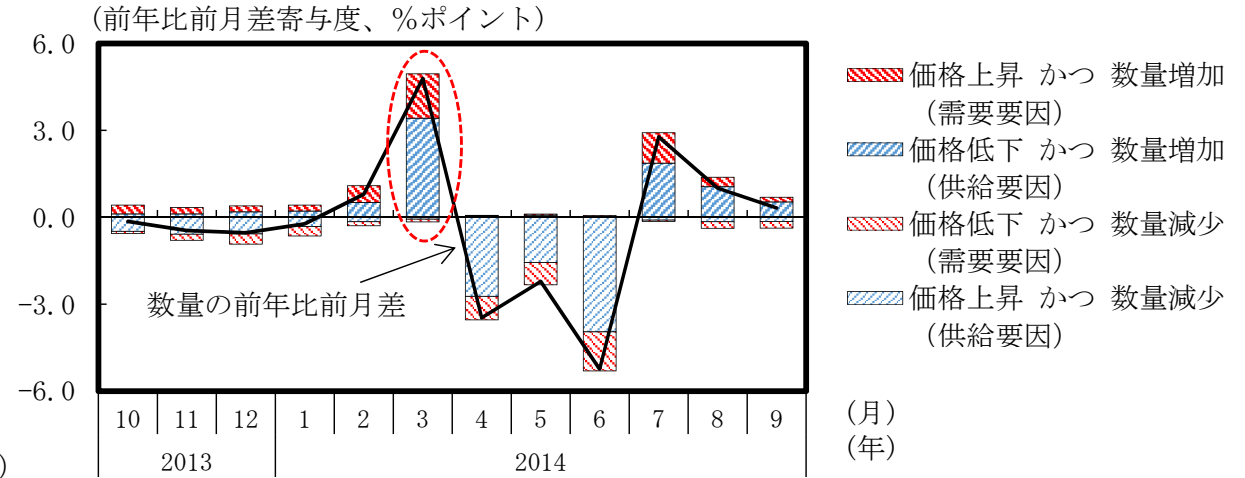 (前年比前月差寄与度、%ポイント)
6.0
3.0
0.0
-3.0
-6.0
数量の前年比前月差
価格上昇 かつ 数量増加
(需要要因)
価格低下 かつ 数量増加
(供給要因)
価格低下 かつ 数量減少
(需要要因)
価格上昇 かつ 数量減少
(供給要因)
10 11 12 1 2 3 4 5 6 7 8 9 (月)
2013 2014 (年)
)